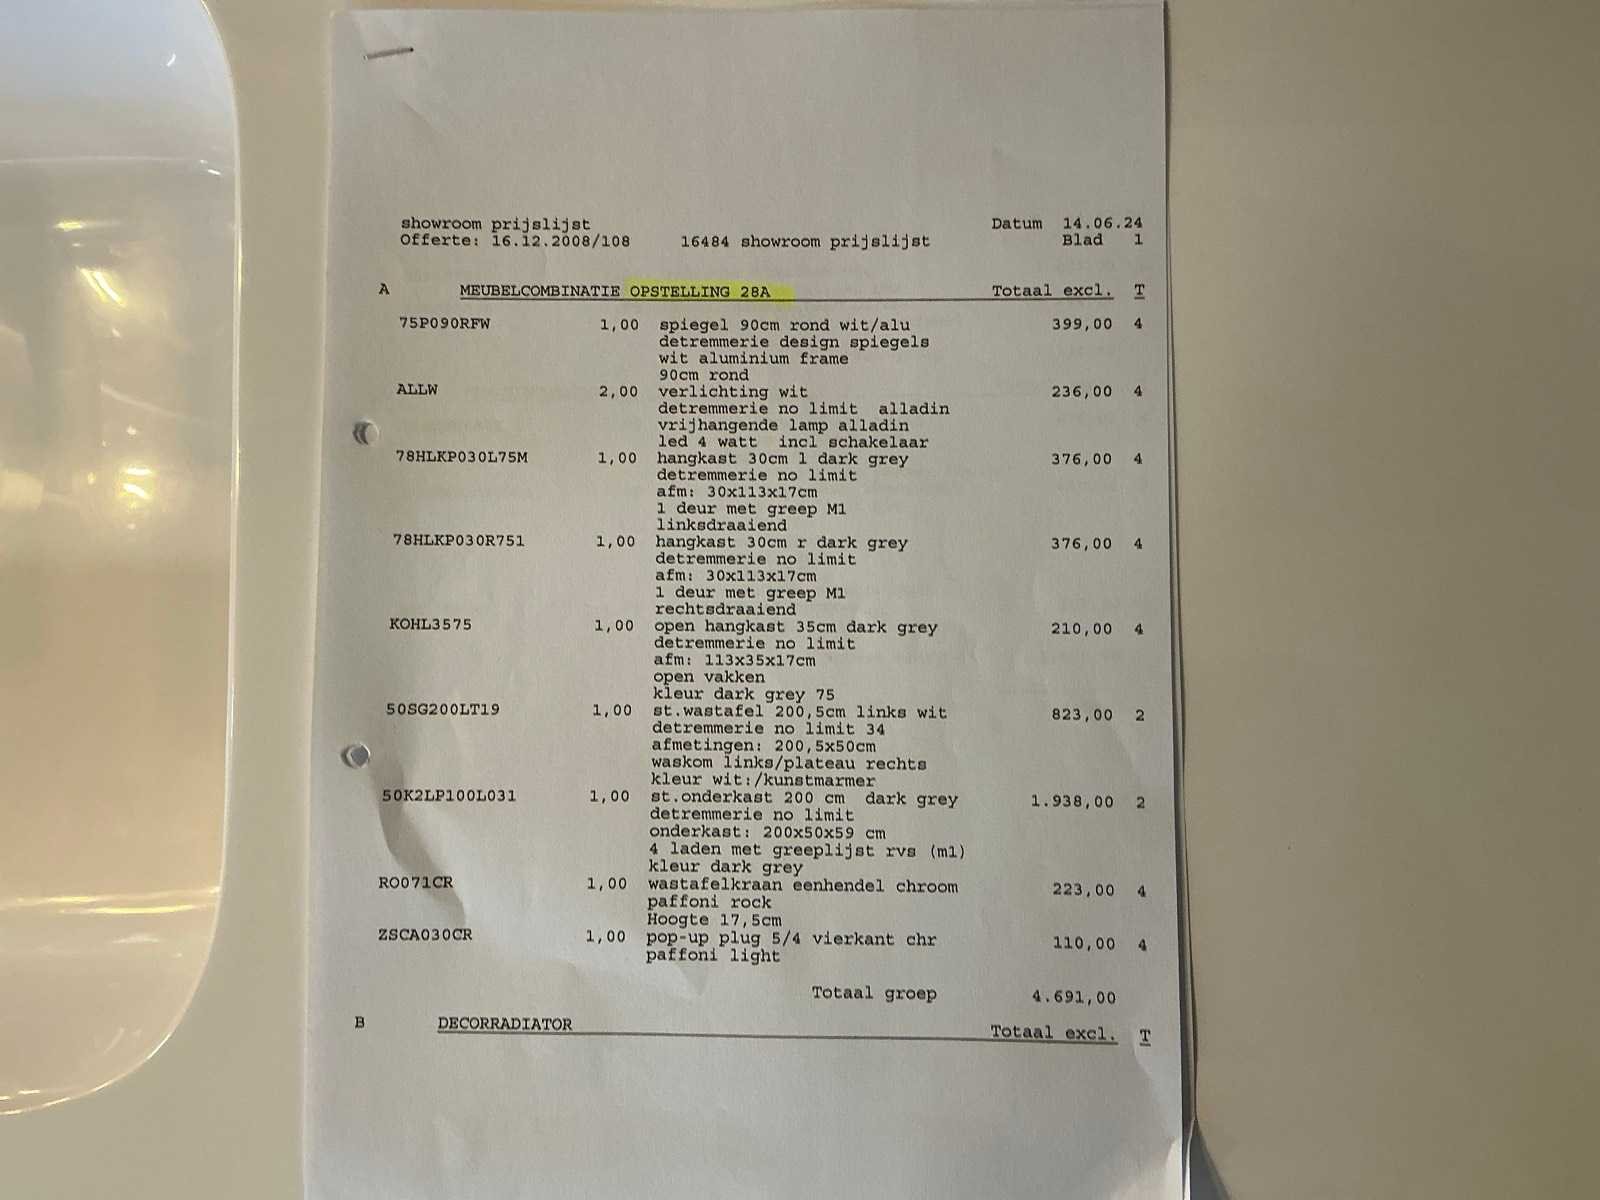 showroom prijslijst Datum 14.06.24
Offerte: 16.12.2008/108 16484 showroom prijslijst Blad 1
A MEUBELCOMBINATIE OPSTELLING 28A Totaal excl. T
75P090RFW 1,00 spiegel 90cm rond wit/alu 399,00 4
detremmerie design spiegels
wit aluminium frame
90cm rond
ALLW 2,00 verlichting wit 236,00 4
detremmerie no limit alladin
vrijhangende lamp alladin
led 4 watt incl schakelaar
78HLKP030L75M 1,00 hangkast 30cm l dark grey 376,00 4
detremmerie no limit
afm: 30x113x17cm
1 deur met greep M1
linksdraaiend
78HLKP030R751 1,00 hangkast 30cm r dark grey 376,00 4
detremmerie no limit
afm: 30x113x17cm
1 deur met greep M1
rechtsdraaiend
KOHL3575 1,00 open hangkast 35cm dark grey 210,00 4
detremmerie no limit
afm: 113x35x17cm
open vakken
kleur dark grey 75
50SG200LT19 1,00 st.wastafel 200,5cm links wit 823,00 2
detremmerie no limit 34
afmetingen: 200,5x50cm
waskom links/plateau rechts
kleur wit:/kunstmarmer
50K2LP100L031 1,00 st.onderkast 200 cm dark grey 1.938,00 2
detremmerie no limit
onderkast: 200x50x59 cm
4 laden met greeplijst rvs (m1)
kleur dark grey
RO071CR 1,00 wastafelkraan eenhendel chroom 223,00 4
paffoni rock
Hoogte 17,5cm
ZSCA030CR 1,00 pop-up plug 5/4 vierkant chr 110,00 4
paffoni light
Totaal groep 4.691,00
B DECORRADIATOR Totaal excl. T